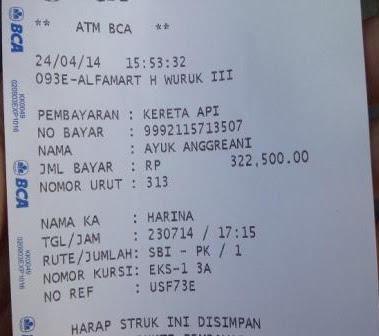 ** ATM BCA **
24/04/14 15:53:32
093E-ALFAMART H WURUK III
PEMBAYARAN : KERETA API
NO BAYAR : 9992115713507
NAMA : AYUK ANGGREANI
JML BAYAR : RP 322,500.00
NOMOR URUT : 313
NAMA KA : HARINA
TGL/JAM : 230714 / 17:15
RUTE/JUMLAH: SBI - PK / 1
NOMOR KURSI: EKS-1 3A
NO REF : USF73E
HARAP STRUK INI DISIMPAN
BCA
BCA
BCA